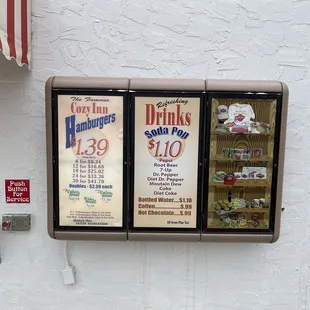 The Famous
Cozy Inn
Hamburgers
$1.39
6 for $8.34
12 for $16.68
18 for $25.02
24 for $33.36
30 for $41.70
Doubles - $2.30 each
Refreshing
Drinks
Soda Pop
$1.10
Pepsi
Root Beer
7-Up
Dr. Pepper
Diet Dr. Pepper
Moutain Dew
Coke
Diet Coke
Bottled Water....$1.10
Coffee..............$.99
Hot Chocolate...$.99
Push
Button
For
Service